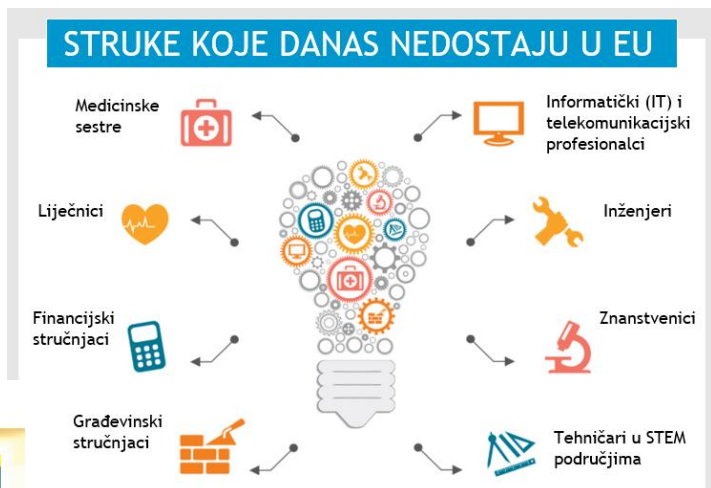 STRUKE KOJE DANAS NEDOSTAJU U EU
Medicinske
sestre
Liječnici
Financijski
stručnjaci
Građevinski
stručnjaci
Informatički (IT) i
telekomunikacijski
profesionalci
Inženjeri
Znanstvenici
Tehničari u STEM
područjima